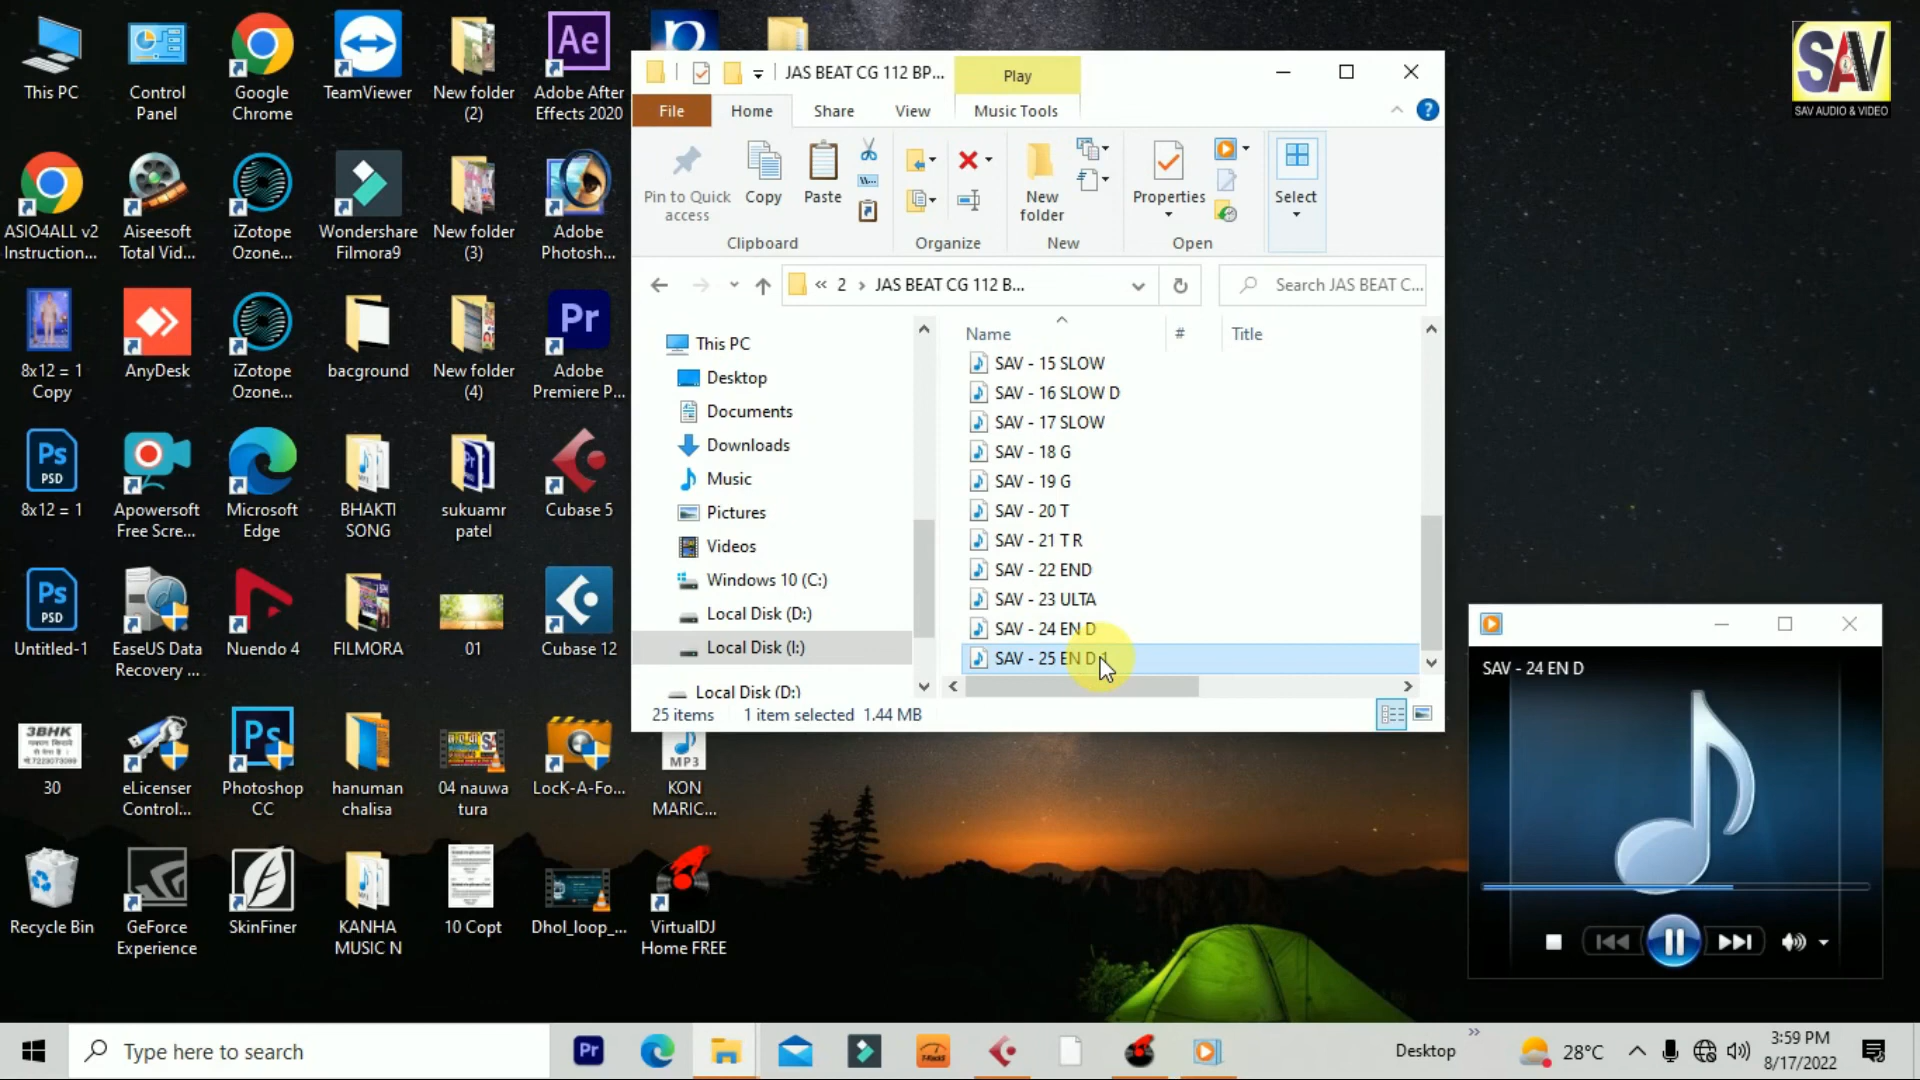 This PC
Control
Panel
Google
Chrome
TeamViewer
New folder
(2)
Adobe After
Effects 2020
ASIO4ALL v2
Instruction...
Aiseesoft
Total Vid...
iZotope
Ozone...
Wondershare
Filmora9
New folder
(3)
Adobe
Photosh...
8x12 = 1
Copy
AnyDesk
iZotope
Ozone...
bacground
New folder
(4)
Adobe
Premiere P...
8x12 = 1
Apowersoft
Free Scre...
Microsoft
Edge
BHAKTI
SONG
sukuamr
patel
Cubase 5
Untitled-1
EaseUS Data
Recovery ...
Nuendo 4
FILMORA
01
Cubase 12
3BHK
30
eLicenser
Control...
Photoshop
CC
hanuman
chalisa
04 nauwa
tura
LocK-A-Fo...
MP3
KON
MARIC...
Recycle Bin
GeForce
Experience
SkinFiner
KANHA
MUSIC N
10 Copt
Dhol_loop_...
VirtualDJ
Home FREE
JAS BEAT CG 112 BP...
Play
File
Home
Share
View
Music Tools
Pin to Quick
access
Copy
Paste
New
folder
Properties
Select
Clipboard
Organize
New
Open
« 2 › JAS BEAT CG 112 B...
Search JAS BEAT C...
This PC
Desktop
Documents
Downloads
Music
Pictures
Videos
Windows 10 (C:)
Local Disk (D:)
Local Disk (I:)
Local Disk (D:)
Name
#
Title
SAV - 15 SLOW
SAV - 16 SLOW D
SAV - 17 SLOW
SAV - 18 G
SAV - 19 G
SAV - 20 T
SAV - 21 T R
SAV - 22 END
SAV - 23 ULTA
SAV - 24 EN D
SAV - 25 EN D 1
25 items
1 item selected 1.44 MB
SAV
SAV AUDIO & VIDEO
SAV - 24 EN D
Type here to search
Desktop
28°C
3:59 PM
8/17/2022